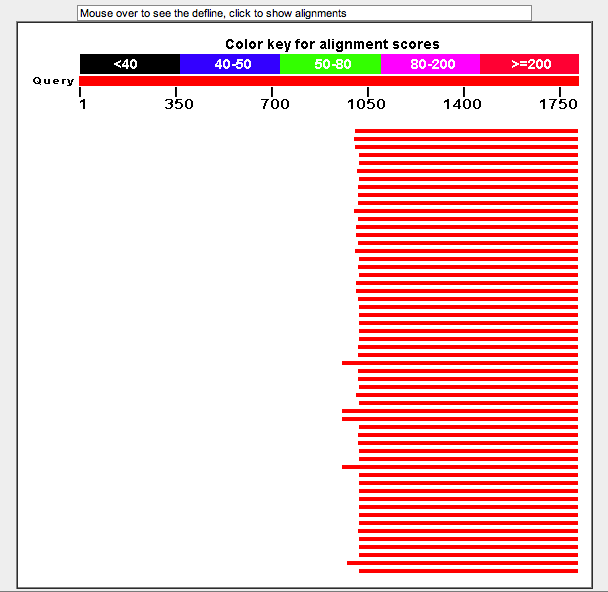 Mouse over to see the defline, click to show alignments
Color key for alignment scores
<40 40-50 50-80 80-200 >=200
Query
1 350 700 1050 1400 1750